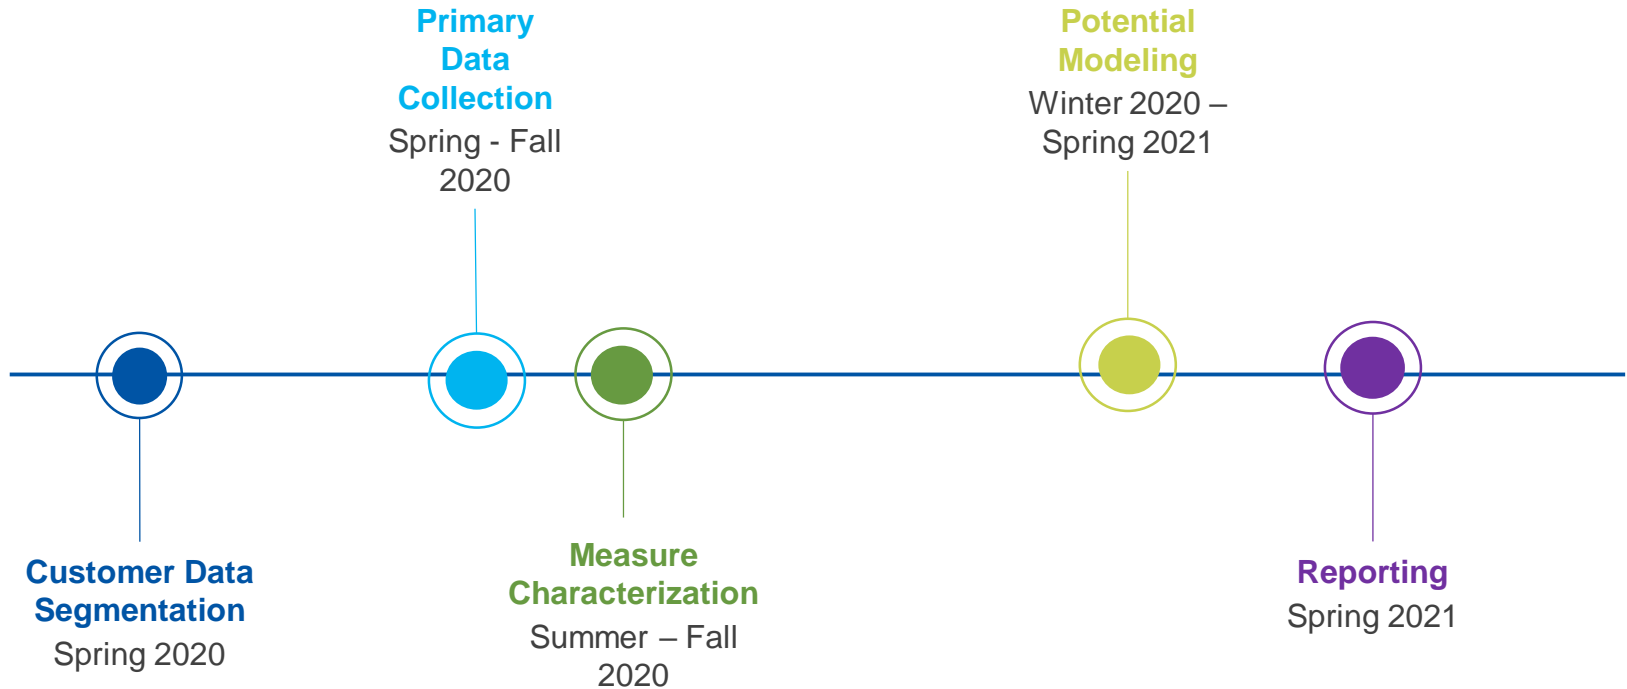 Primary
Data
Collection
Spring - Fall
2020
Potential
Modeling
Winter 2020 –
Spring 2021
Customer Data
Segmentation
Spring 2020
Measure
Characterization
Summer – Fall
2020
Reporting
Spring 2021